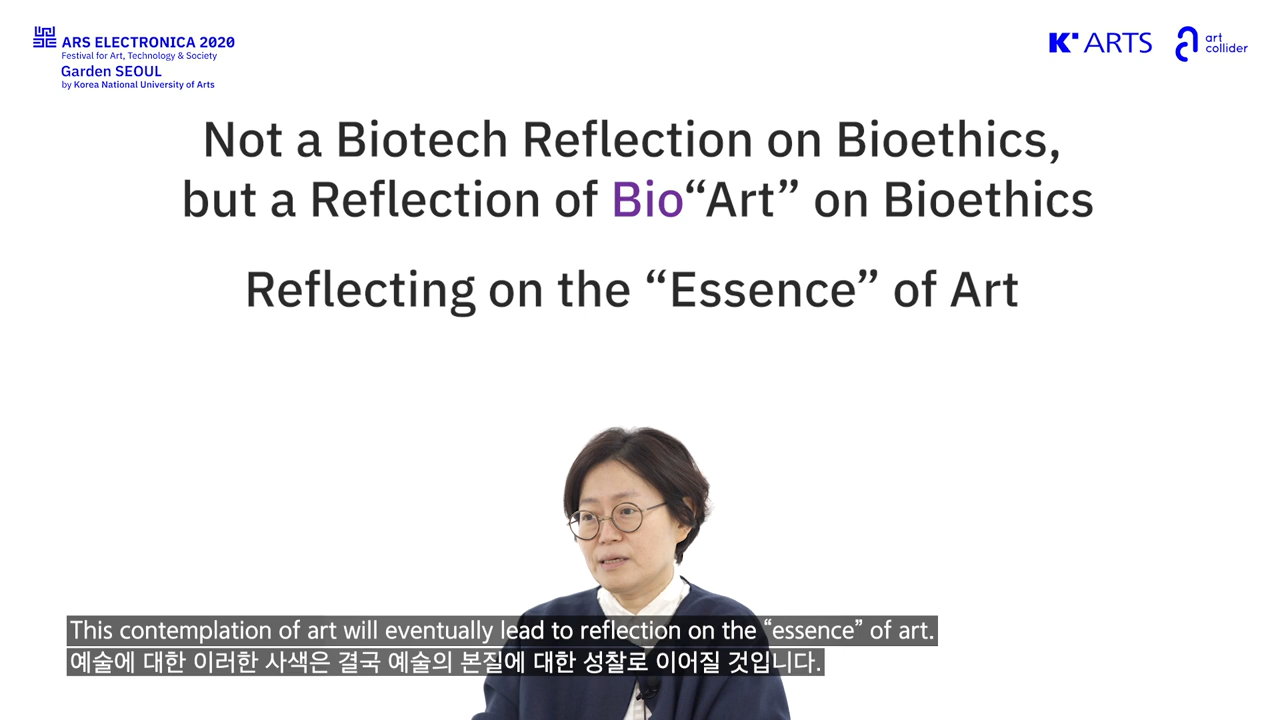 ARS ELECTRONICA 2020
Festival for Art, Technology & Society
Garden SEOUL
by Korea National University of Arts
K ARTS
art
collider
Not a Biotech Reflection on Bioethics,
but a Reflection of Bio“Art” on Bioethics
Reflecting on the “Essence” of Art
This contemplation of art will eventually lead to reflection on the “essence” of art.
예술에 대한 이러한 사색은 결국 예술의 본질에 대한 성찰로 이어질 것입니다.